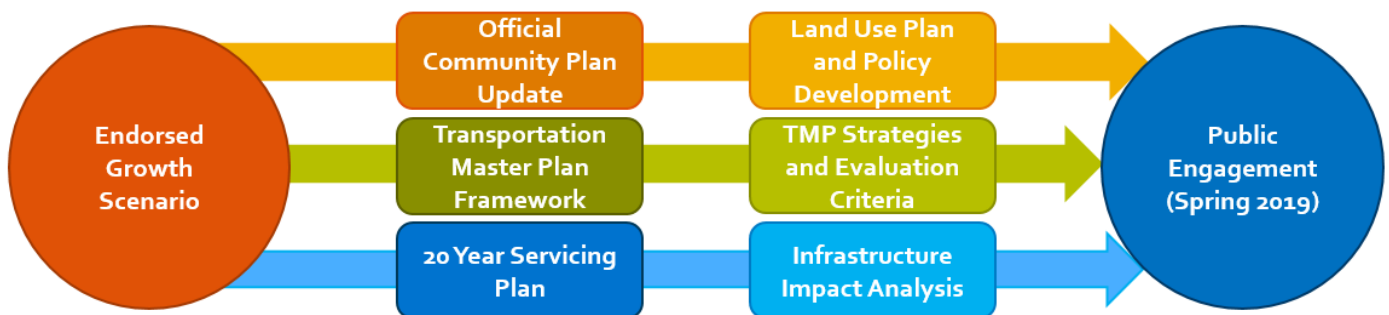 Endorsed
Growth
Scenario
Official
Community Plan
Update
Land Use Plan
and Policy
Development
Transportation
Master Plan
Framework
TMP Strategies
and Evaluation
Criteria
20 Year Servicing
Plan
Infrastructure
Impact Analysis
Public
Engagement
(Spring 2019)